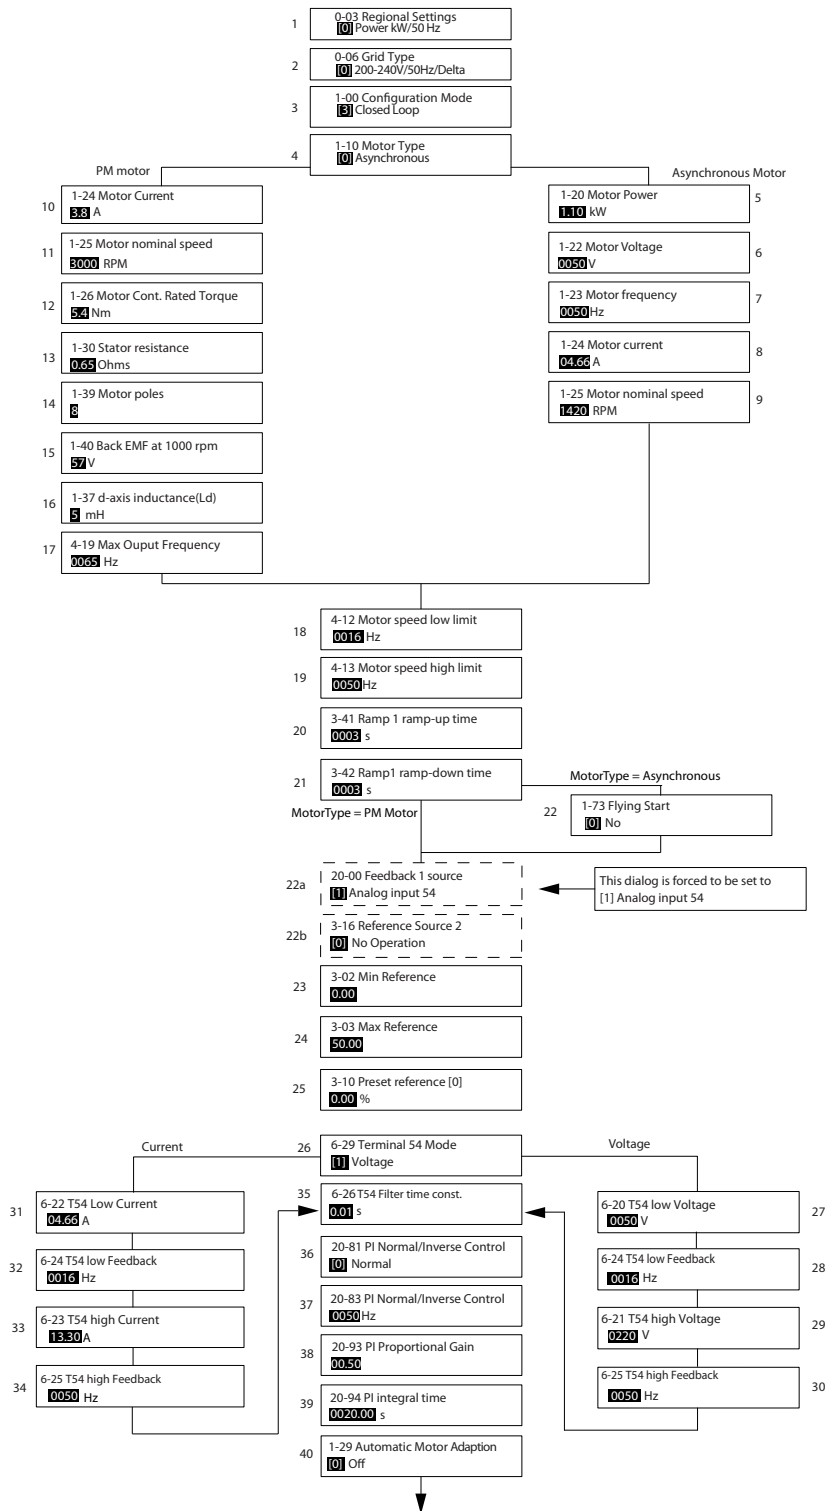 1
0-03 Regional Settings
[0] Power kW/50 Hz
2
0-06 Grid Type
[0] 200-240V/50Hz/Delta
3
1-00 Configuration Mode
[3] Closed Loop
4
1-10 Motor Type
[0] Asynchronous
PM motor
10
1-24 Motor Current
3.8 A
11
1-25 Motor nominal speed
3000 RPM
12
1-26 Motor Cont. Rated Torque
5.4 Nm
13
1-30 Stator resistance
0.65 Ohms
14
1-39 Motor poles
8
15
1-40 Back EMF at 1000 rpm
57 V
16
1-37 d-axis inductance(Ld)
5 mH
17
4-19 Max Ouput Frequency
0065 Hz
Asynchronous Motor
1-20 Motor Power
1.10 kW
5
1-22 Motor Voltage
0050 V
6
1-23 Motor frequency
0050 Hz
7
1-24 Motor current
04.66 A
8
1-25 Motor nominal speed
1420 RPM
9
18
4-12 Motor speed low limit
0016 Hz
19
4-13 Motor speed high limit
0050 Hz
20
3-41 Ramp 1 ramp-up time
0003 s
21
3-42 Ramp1 ramp-down time
0003 s
MotorType = Asynchronous
MotorType = PM Motor
22
1-73 Flying Start
[0] No
22a
20-00 Feedback 1 source
[1] Analog input 54
This dialog is forced to be set to
[1] Analog input 54
22b
3-16 Reference Source 2
[0] No Operation
23
3-02 Min Reference
0.00
24
3-03 Max Reference
50.00
25
3-10 Preset reference [0]
0.00 %
Current
26
6-29 Terminal 54 Mode
[1] Voltage
Voltage
31
6-22 T54 Low Current
04.66 A
32
6-24 T54 low Feedback
0016 Hz
33
6-23 T54 high Current
13.30 A
34
6-25 T54 high Feedback
0050 Hz
35
6-26 T54 Filter time const.
0.01 s
36
20-81 PI Normal/Inverse Control
[0] Normal
37
20-83 PI Normal/Inverse Control
0050 Hz
38
20-93 PI Proportional Gain
00.50
39
20-94 PI integral time
0020.00 s
40
1-29 Automatic Motor Adaption
[0] Off
6-20 T54 low Voltage
0050 V
27
6-24 T54 low Feedback
0016 Hz
28
6-21 T54 high Voltage
0220 V
29
6-25 T54 high Feedback
0050 Hz
30